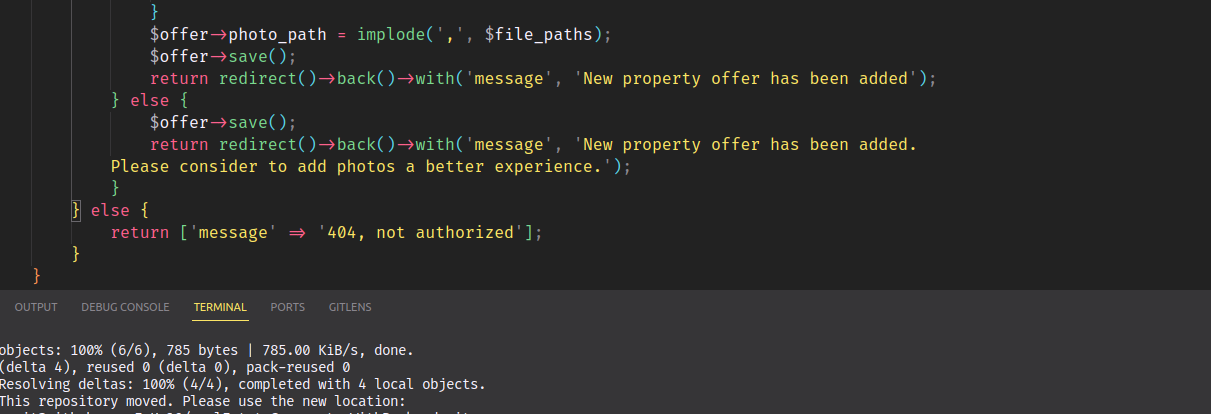 }
$offer->photo_path = implode(',', $file_paths);
$offer->save();
return redirect()->back()->with('message', 'New property offer has been added');
} else {
$offer->save();
return redirect()->back()->with('message', 'New property offer has been added.
Please consider to add photos a better experience.');
}
} else {
return ['message' => '404, not authorized'];
}
}
OUTPUT DEBUG CONSOLE TERMINAL PORTS GITLENS
objects: 100% (6/6), 785 bytes | 785.00 KiB/s, done.
(delta 4), reused 0 (delta 0), pack-reused 0
Resolving deltas: 100% (4/4), completed with 4 local objects.
This repository moved. Please use the new location: